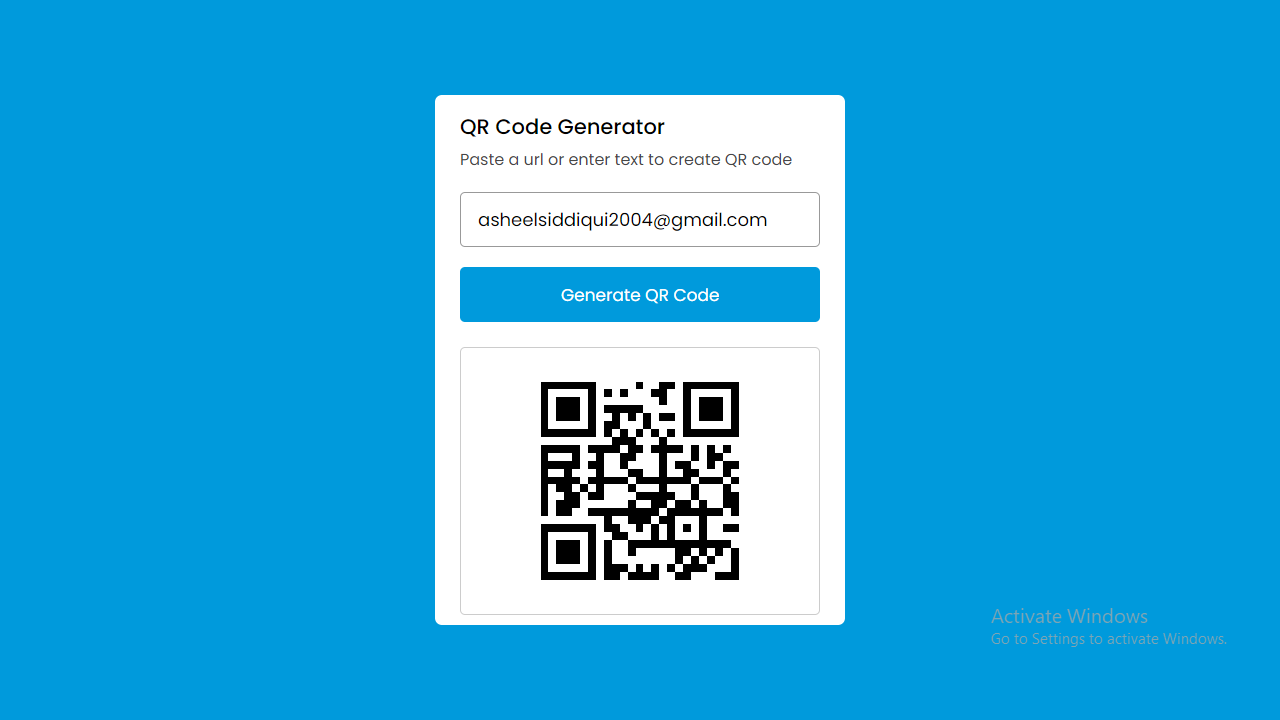 QR Code Generator
Paste a url or enter text to create QR code
asheelsiddiqui2004@gmail.com
Generate QR Code
Activate Windows
Go to Settings to activate Windows.